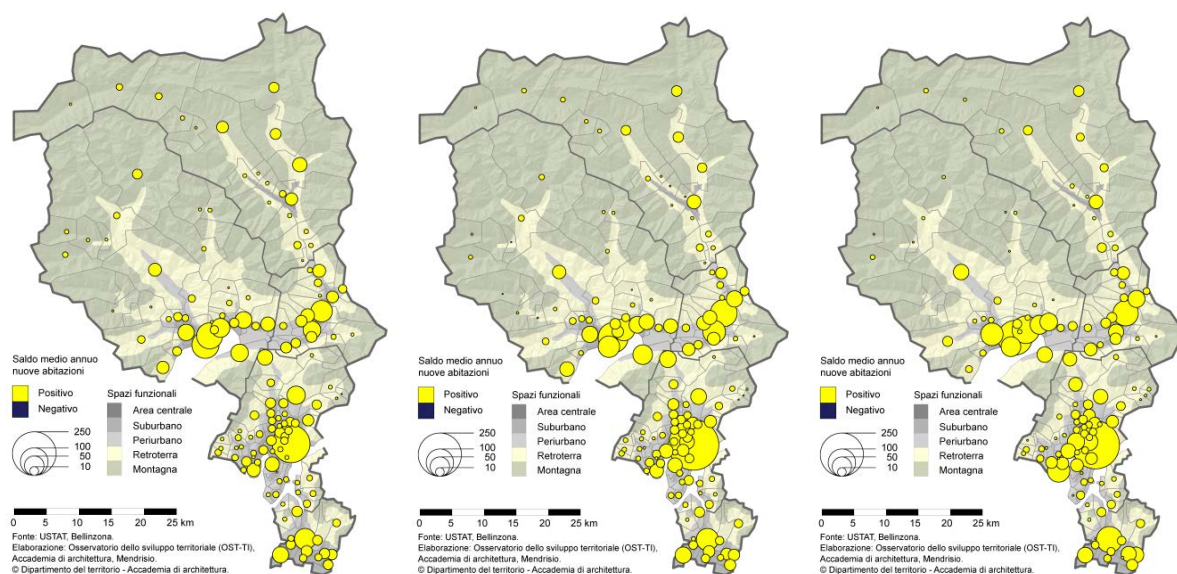 Saldo medio annuo
nuove abitazioni
Positivo
Negativo
250
100
50
10
Spazi funzionali
Area centrale
Suburbano
Periurbano
Retroterra
Montagna
0 5 10 15 20 25 km
Fonte: USTAT, Bellinzona.
Elaborazione: Osservatorio dello sviluppo territoriale (OST-TI),
Accademia di architettura, Mendrisio.
© Dipartimento del territorio - Accademia di architettura.
Saldo medio annuo
nuove abitazioni
Positivo
Negativo
250
100
50
10
Spazi funzionali
Area centrale
Suburbano
Periurbano
Retroterra
Montagna
0 5 10 15 20 25 km
Fonte: USTAT, Bellinzona.
Elaborazione: Osservatorio dello sviluppo territoriale (OST-TI),
Accademia di architettura, Mendrisio.
© Dipartimento del territorio - Accademia di architettura.
Saldo medio annuo
nuove abitazioni
Positivo
Negativo
250
100
50
10
Spazi funzionali
Area centrale
Suburbano
Periurbano
Retroterra
Montagna
0 5 10 15 20 25 km
Fonte: USTAT, Bellinzona.
Elaborazione: Osservatorio dello sviluppo territoriale (OST-TI),
Accademia di architettura, Mendrisio.
© Dipartimento del territorio - Accademia di architettura.